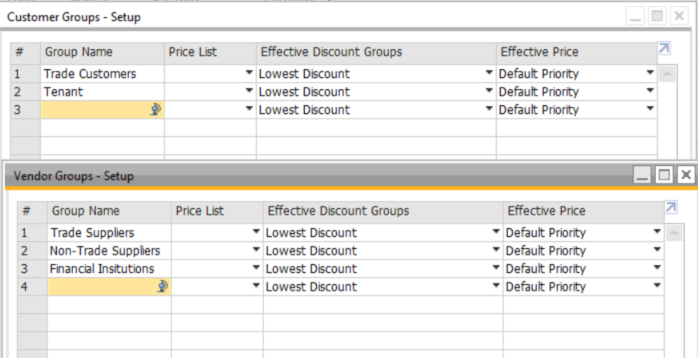 Customer Groups - Setup
# Group Name Price List Effective Discount Groups Effective Price
1 Trade Customers Lowest Discount Default Priority
2 Tenant Lowest Discount Default Priority
3 Lowest Discount Default Priority
Vendor Groups - Setup
# Group Name Price List Effective Discount Groups Effective Price
1 Trade Suppliers Lowest Discount Default Priority
2 Non-Trade Suppliers Lowest Discount Default Priority
3 Financial Insitutions Lowest Discount Default Priority
4 Lowest Discount Default Priority